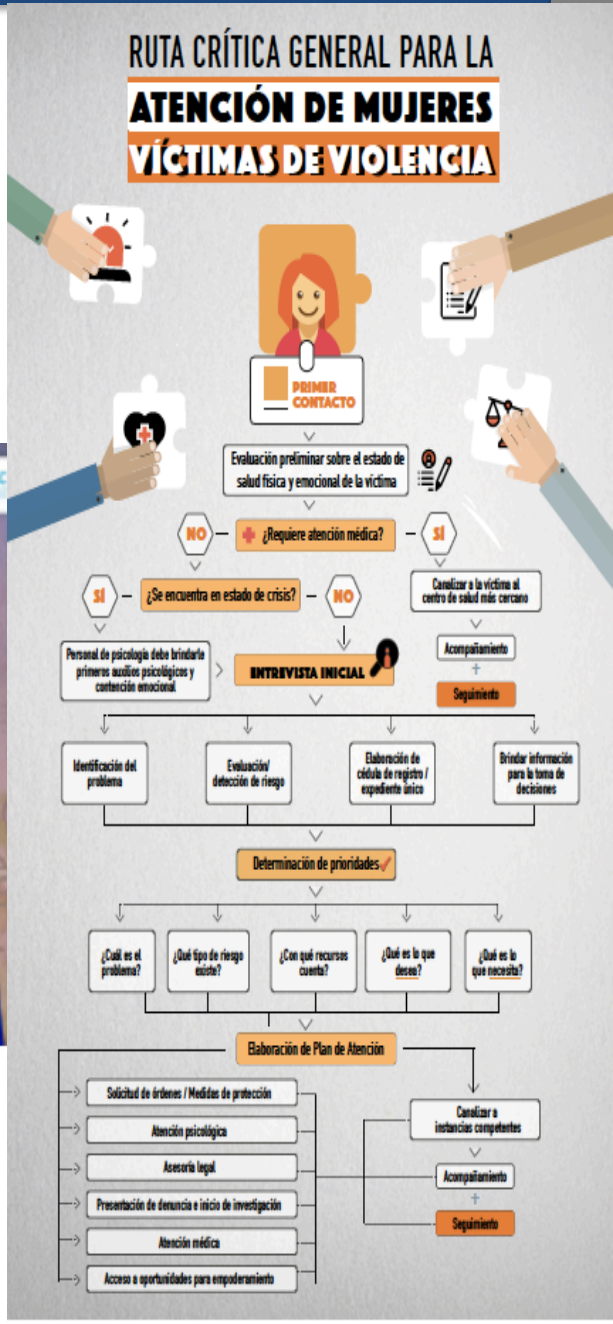 RUTA CRÍTICA GENERAL PARA LA
ATENCIÓN DE MUJERES
VÍCTIMAS DE VIOLENCIA
PRIMER
CONTACTO
Evaluación preliminar sobre el estado de
salud física y emocional de la víctima
NO
¿Requiere atención médica?
SÍ
SÍ
¿Se encuentra en estado de crisis?
NO
Canalizar a la víctima al
centro de salud más cercano
Personal de psicología debe brindarle
primeros auxilios psicológicos y
contención emocional
ENTREVISTA INICIAL
Acompañamiento
+
Seguimiento
Identificación del
problema
Evaluación/
detección de riesgo
Elaboración de
cédula de registro /
expediente único
Brindar información
para la toma de
decisiones
Determinación de prioridades
¿Cuál es el
problema?
¿Qué tipo de riesgo
existe?
¿Con qué recursos
cuenta?
¿Qué es lo que
desea?
¿Qué es lo
que necesita?
Elaboración de Plan de Atención
Solicitud de órdenes / Medidas de protección
Atención psicológica
Asesoría legal
Presentación de denuncia e inicio de investigación
Atención médica
Acceso a oportunidades para empoderamiento
Canalizar a
instancias competentes
Acompañamiento
+
Seguimiento